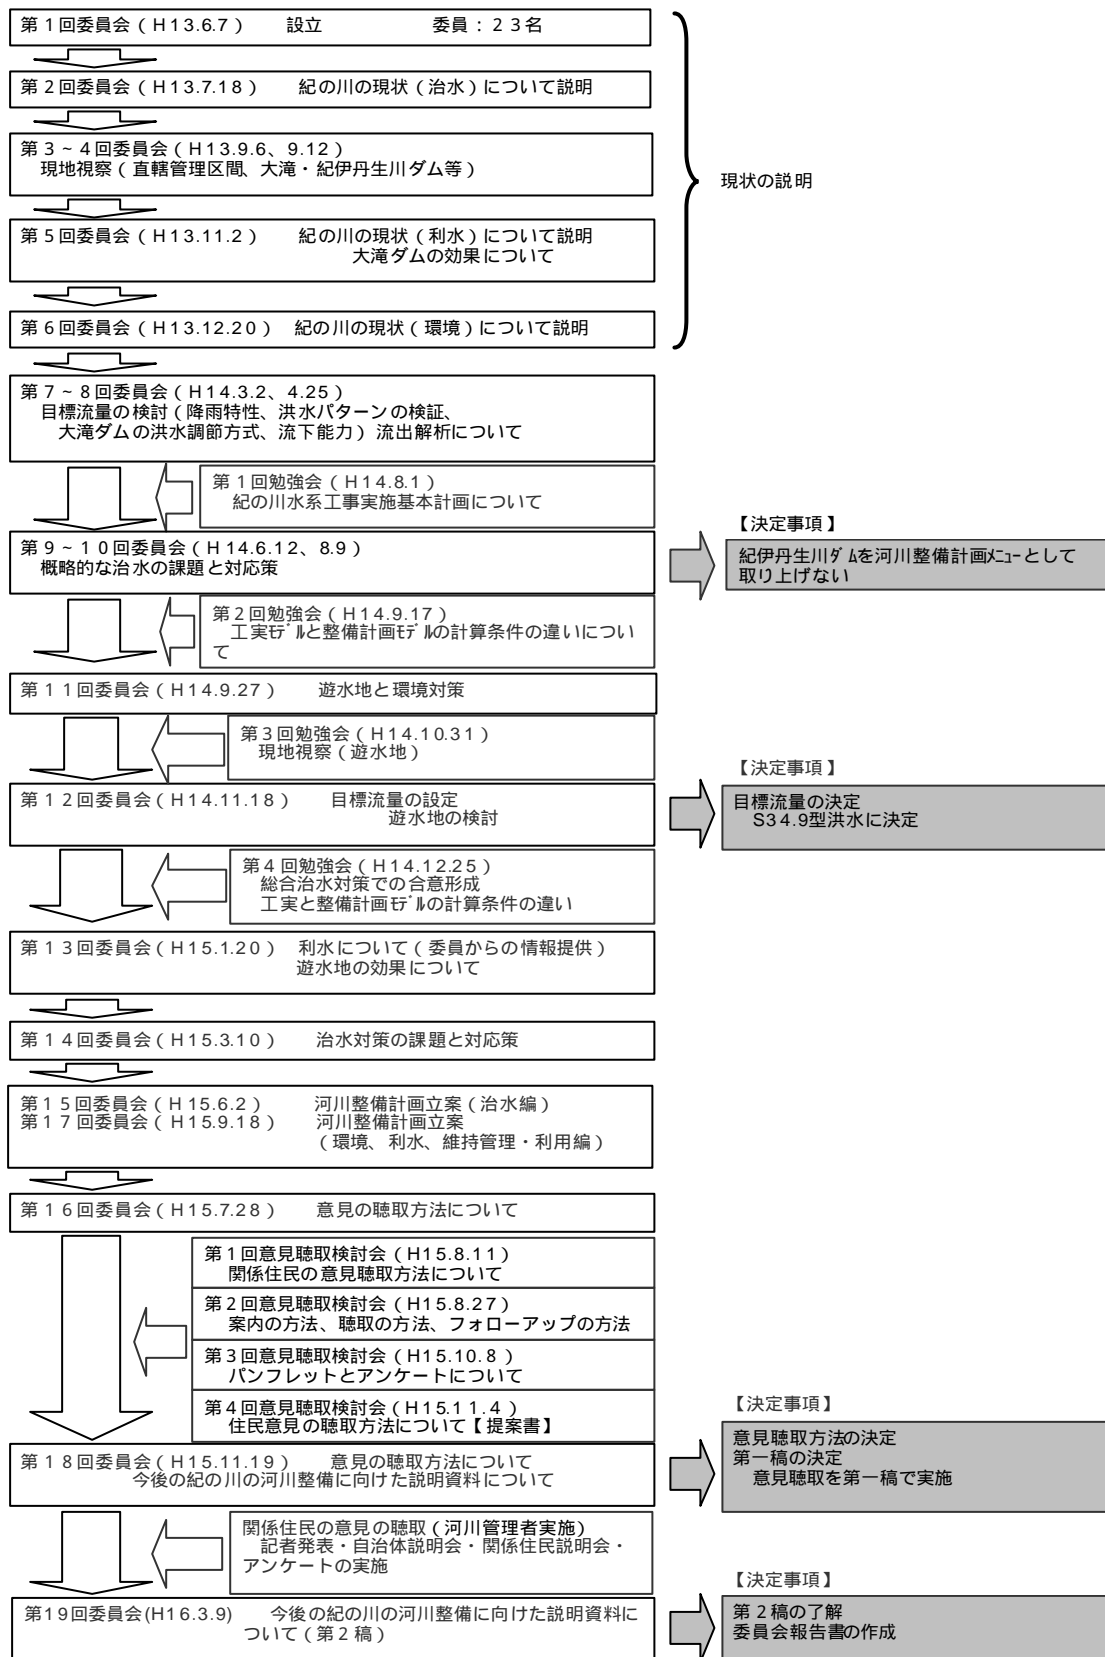 第1回委員会(H13.6.7)　設立　委員:23名
第2回委員会(H13.7.18)　紀の川の現状(治水)について説明
第3~4回委員会(H13.9.6、9.12)
現地視察(直轄管理区間、大滝・紀伊丹生川ダム等)
現状の説明
第5回委員会(H13.11.2)　紀の川の現状(利水)について説明
大滝ダムの効果について
第6回委員会(H13.12.20)　紀の川の現状(環境)について説明
第7~8回委員会(H14.3.2、4.25)
目標流量の検討(降雨特性、洪水パターンの検証、
大滝ダムの洪水調節方式、流下能力)流出解析について
第1回勉強会(H14.8.1)
紀の川水系工事実施基本計画について
第9~10回委員会(H14.6.12、8.9)
概略的な治水の課題と対応策
【決定事項】
紀伊丹生川ダムを河川整備計画メニューとして
取り上げない
第2回勉強会(H14.9.17)
工実モデルと整備計画モデルの計算条件の違いについ
て
第11回委員会(H14.9.27)　遊水地と環境対策
第3回勉強会(H14.10.31)
現地視察(遊水地)
第12回委員会(H14.11.18)　目標流量の設定
遊水地の検討
【決定事項】
目標流量の決定
S34.9型洪水に決定
第4回勉強会(H14.12.25)
総合治水対策での合意形成
工実と整備計画モデルの計算条件の違い
第13回委員会(H15.1.20)　利水について(委員からの情報提供)
遊水地の効果について
第14回委員会(H15.3.10)　治水対策の課題と対応策
第15回委員会(H15.6.2)　河川整備計画立案(治水編)
第17回委員会(H15.9.18)　河川整備計画立案
(環境、利水、維持管理・利用編)
第16回委員会(H15.7.28)　意見の聴取方法について
第1回意見聴取検討会(H15.8.11)
関係住民の意見聴取方法について
第2回意見聴取検討会(H15.8.27)
案内の方法、聴取の方法、フォローアップの方法
第3回意見聴取検討会(H15.10.8)
パンフレットとアンケートについて
第4回意見聴取検討会(H15.11.4)
住民意見の聴取方法について【提案書】
第18回委員会(H15.11.19)　意見の聴取方法について
今後の紀の川の河川整備に向けた説明資料について
【決定事項】
意見聴取方法の決定
第一稿の決定
意見聴取を第一稿で実施
関係住民の意見の聴取(河川管理者実施)
記者発表・自治体説明会・関係住民説明会・
アンケートの実施
第19回委員会(H16.3.9)　今後の紀の川の河川整備に向けた説明資料に
ついて(第2稿)
【決定事項】
第2稿の了解
委員会報告書の作成